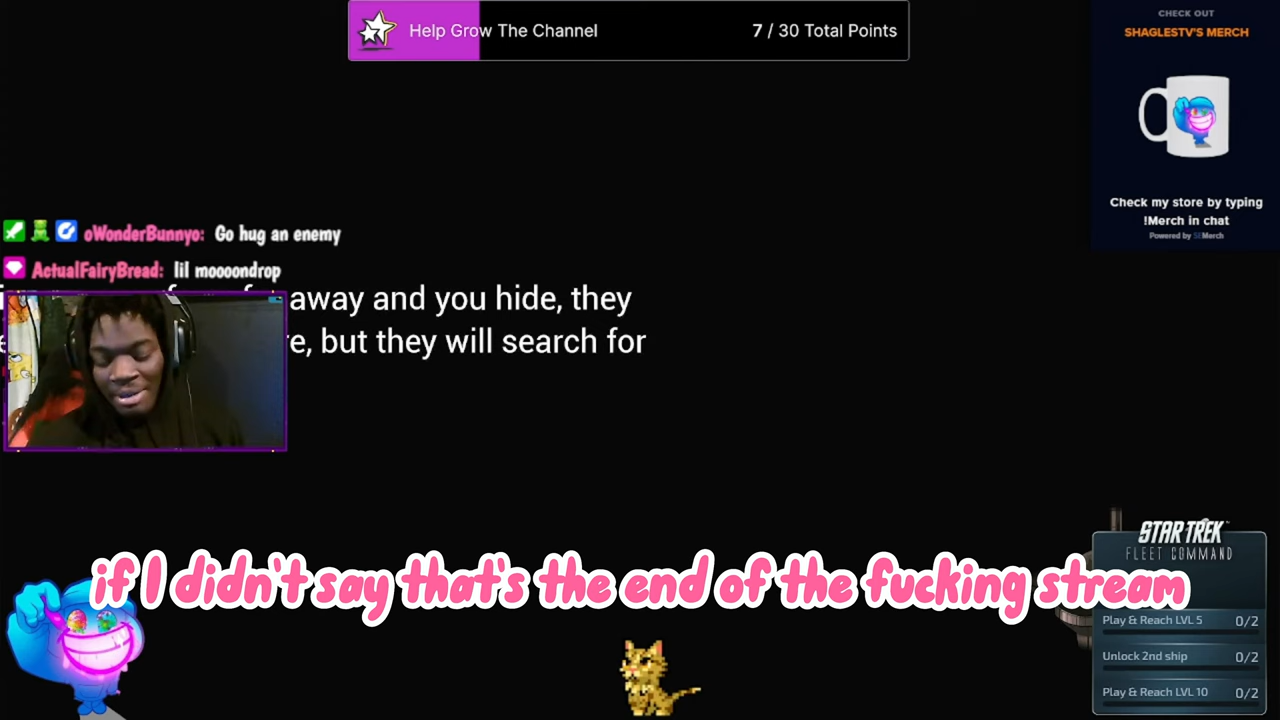 Help Grow The Channel
7 / 30 Total Points
CHECK OUT
SHAGLESTV'S MERCH
Check my store by typing
!Merch in chat
Powered by SEMerch
oWonderBunnyo: Go hug an enemy
ActualFairyBread: lil moooondrop
away and you hide, they
but they will search for
if I didn't say that's the end of the fucking stream
STAR TREK
FLEET COMMAND
Play & Reach LVL 5 0/2
Unlock 2nd ship 0/2
Play & Reach LVL 10 0/2